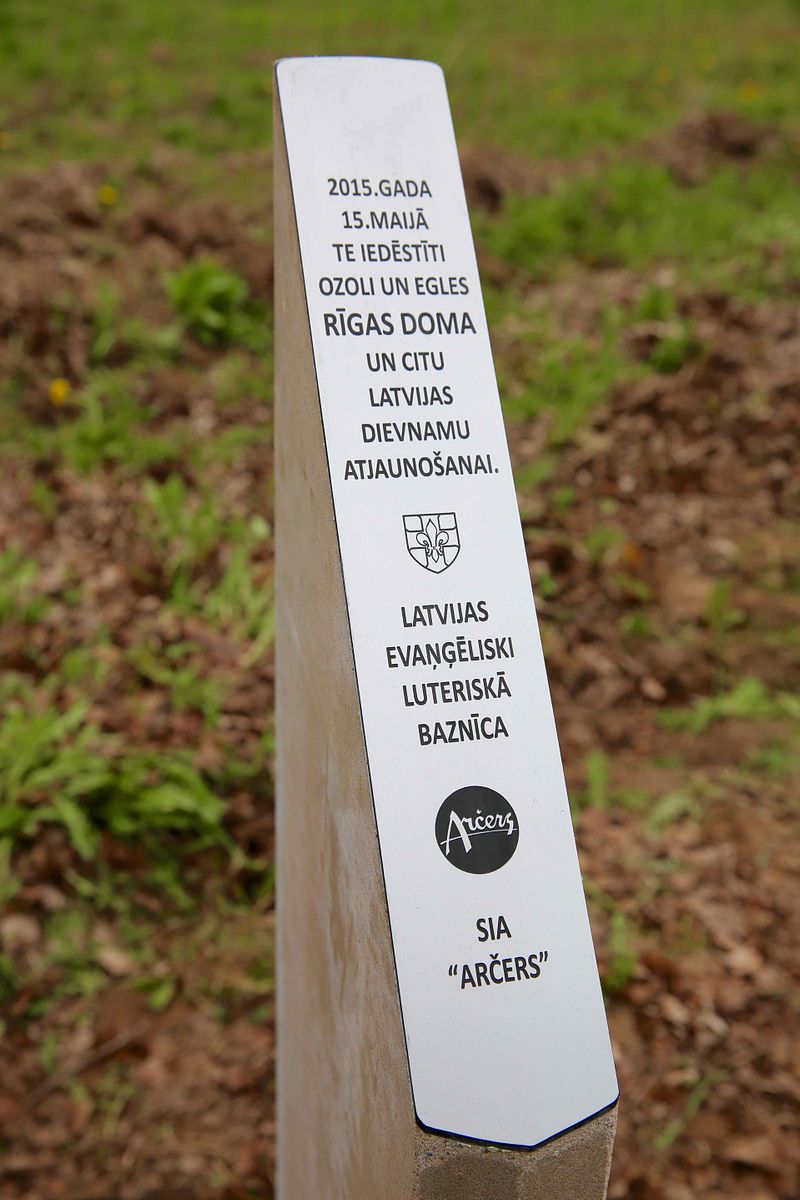 2015.GADA
15.MAIJĀ
TE IEDĒSTĪTI
OZOLI UN EGLES
RĪGAS DOMA
UN CITU
LATVIJAS
DIEVNAMU
ATJAUNOŠANAI.
LATVIJAS
EVAŅĢĒLISKI
LUTERISKĀ
BAZNĪCA
Arčers
SIA
“ARČERS”